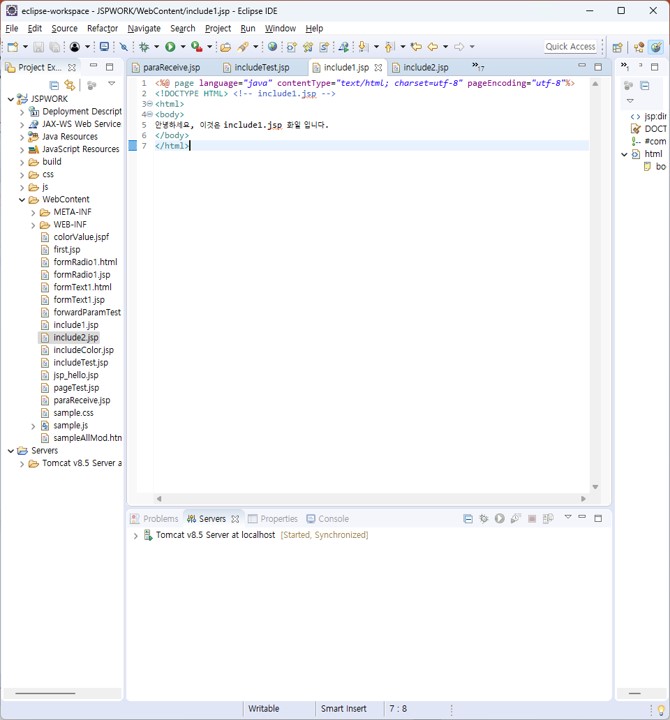 eclipse-workspace - JSPWORK/WebContent/include1.jsp - Eclipse IDE
File Edit Source Refactor Navigate Search Project Run Window Help
Quick Access
Project Ex...
JSPWORK
Deployment Descript
JAX-WS Web Service
Java Resources
JavaScript Resources
build
css
js
WebContent
META-INF
WEB-INF
colorValue.jspf
first.jsp
formRadio1.html
formRadio1.jsp
formText1.html
formText1.jsp
forwardParamTest
include1.jsp
include2.jsp
includeColor.jsp
includeTest.jsp
jsp_hello.jsp
pageTest.jsp
paraReceive.jsp
sample.css
sample.js
sampleAllMod.htn
Servers
Tomcat v8.5 Server a
paraReceive.jsp includeTest.jsp include1.jsp include2.jsp »17
1 <%@ page language="java" contentType="text/html; charset=utf-8" pageEncoding="utf-8"%>
2 <!DOCTYPE HTML> <!-- include1.jsp -->
3 <html>
4 <body>
5 안녕하세요, 이것은 include1.jsp 화일 입니다.
6 </body>
7 </html>
»1
jsp:dir
DOCT
#com
html
bo
Problems Servers Properties Console
Tomcat v8.5 Server at localhost [Started, Synchronized]
Writable Smart Insert 7 : 8